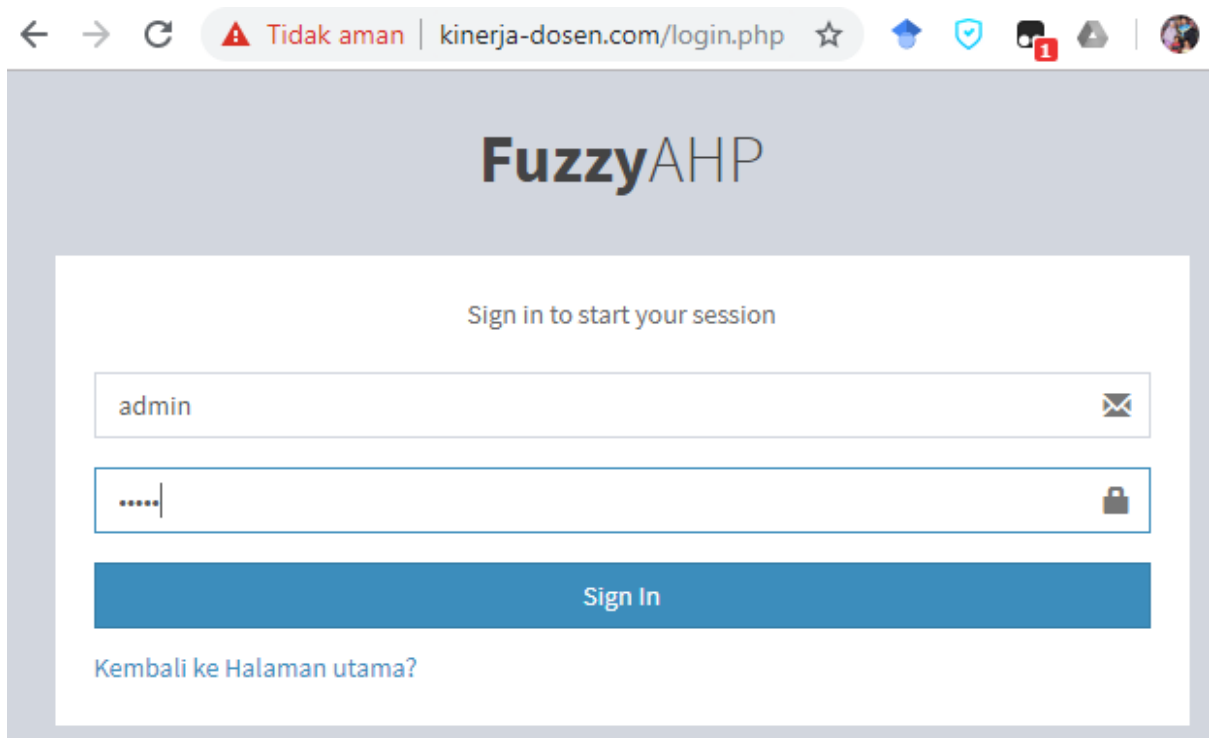 Tidak aman | kinerja-dosen.com/login.php
1
FuzzyAHP
Sign in to start your session
admin
•••••
Sign In
Kembali ke Halaman utama?